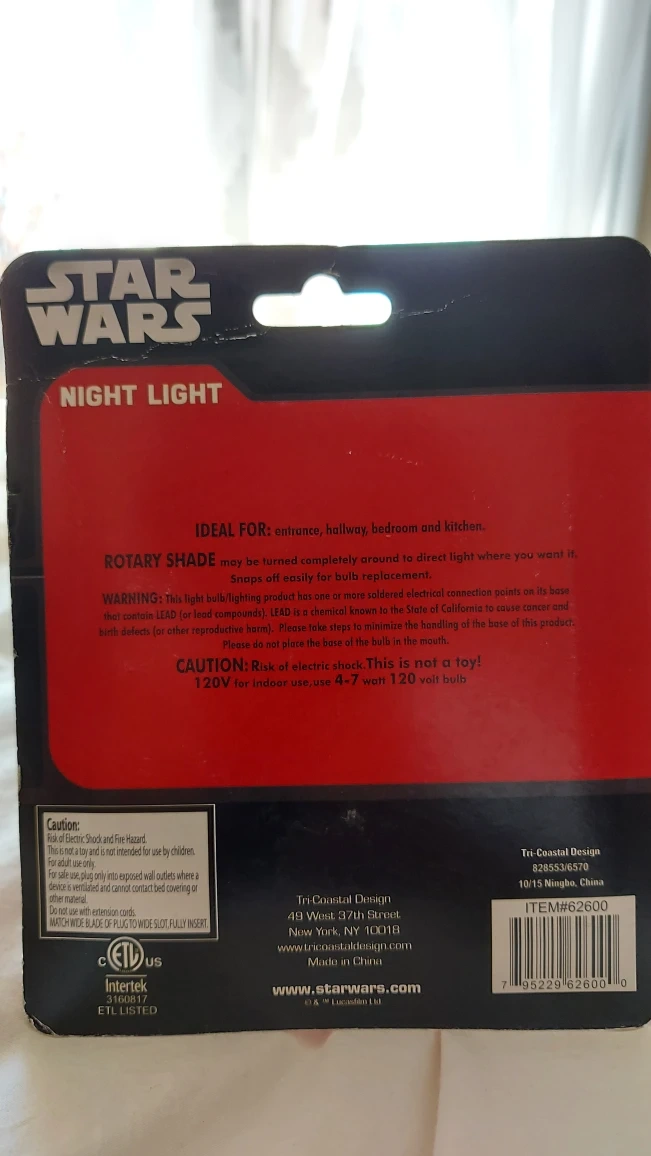 STAR
WARS
NIGHT LIGHT
IDEAL FOR: entrance, hallway, bedroom and kitchen.
ROTARY SHADE may be turned completely around to direct light where you want it.
Snaps off easily for bulb replacement.
WARNING: This light bulb/lighting product has one or more soldered electrical connection points on its base
that contain LEAD (or lead compounds). LEAD is a chemical known to the State of California to cause cancer and
birth defects (or other reproductive harm). Please take steps to minimize the handling of the base of this product.
Please do not place the base of the bulb in the mouth.
CAUTION: Risk of electric shock.This is not a toy!
120V for indoor use,use 4-7 watt 120 volt bulb
Caution:
Risk of Electric Shock and Fire Hazard.
This is not a toy and is not intended for use by children.
For adult use only.
For safe use, plug only into exposed wall outlets where a
device is ventilated and cannot contact bed covering or
other material.
Do not use with extension cords.
MATCH WIDE BLADE OF PLUG TO WIDE SLOT, FULLY INSERT.
C ETL US
Intertek
3160817
ETL LISTED
Tri-Coastal Design
49 West 37th Street
New York, NY 10018
www.tricoastaldesign.com
Made in China
www.starwars.com
© & ™ Lucasfilm Ltd.
Tri-Coastal Design
828553/6570
10/15 Ningbo, China
ITEM#62600
7 95229 62600 0